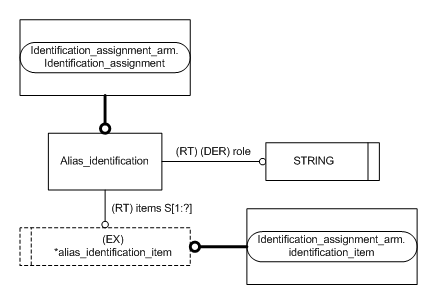 Identification_assignment_arm.
Identification_assignment
Alias_identification
(RT) (DER) role
STRING
(RT) items S[1:?]
(EX)
*alias_identification_item
Identification_assignment_arm.
identification_item